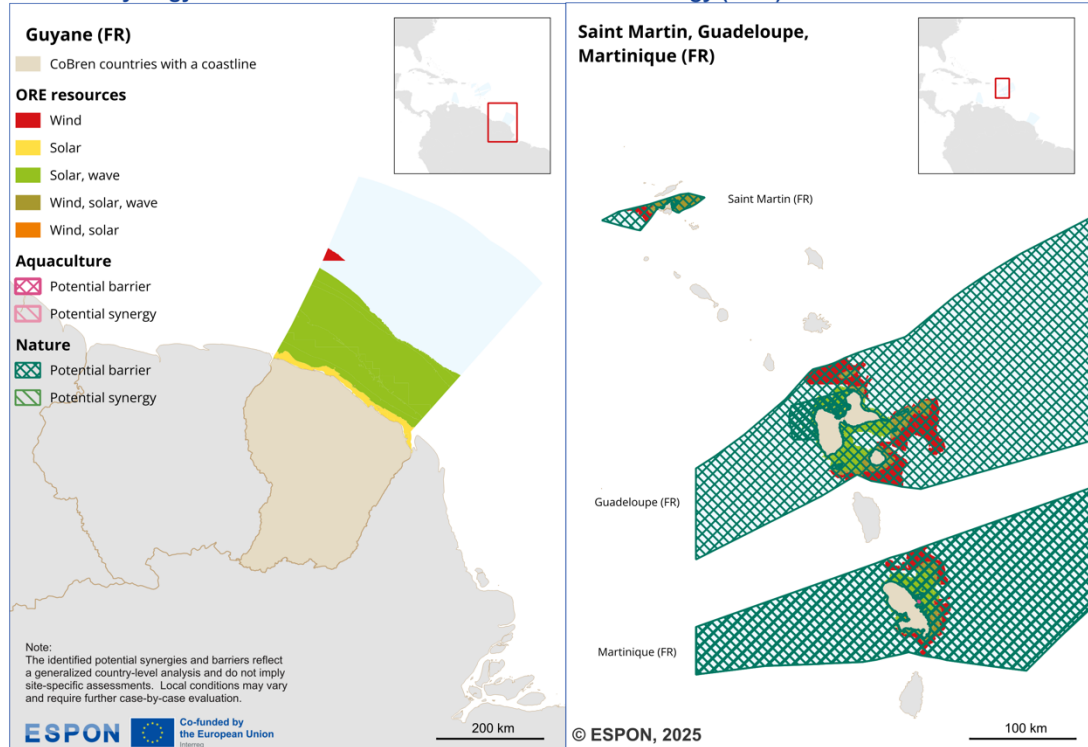 Guyane (FR)
CoBren countries with a coastline
ORE resources
Wind
Solar
Solar, wave
Wind, solar, wave
Wind, solar
Aquaculture
Potential barrier
Potential synergy
Nature
Potential barrier
Potential synergy
Note:
The identified potential synergies and barriers reflect
a generalized country-level analysis and do not imply
site-specific assessments. Local conditions may vary
and require further case-by-case evaluation.
ESPON
Co-funded by
the European Union
Interreg
200 km
Saint Martin, Guadeloupe,
Martinique (FR)
Saint Martin (FR)
Guadeloupe (FR)
Martinique (FR)
© ESPON, 2025
100 km